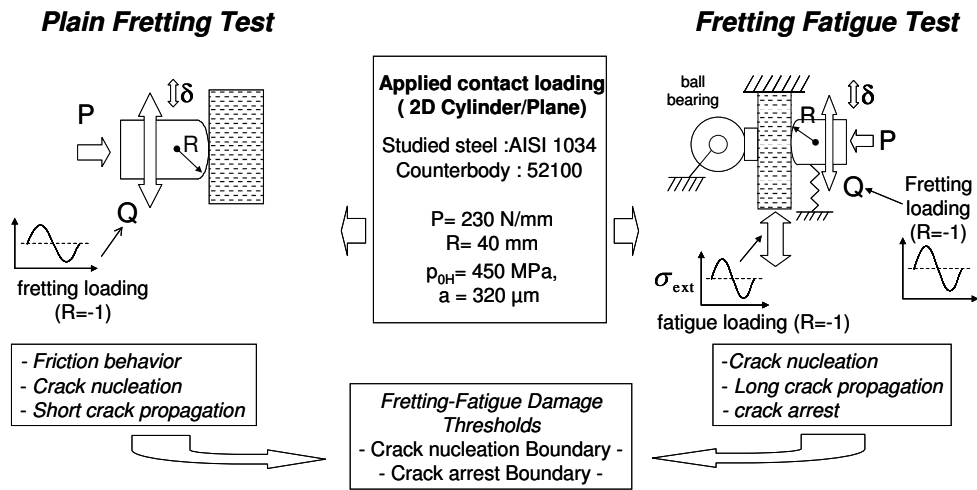 Plain Fretting Test
Fretting Fatigue Test
δ
P
R
Q
fretting loading
(R=-1)
- Friction behavior
- Crack nucleation
- Short crack propagation
Applied contact loading
( 2D Cylinder/Plane)
Studied steel :AISI 1034
Counterbody : 52100
P= 230 N/mm
R= 40 mm
p0H= 450 MPa,
a = 320 µm
ball
bearing
δ
R
P
Q
Fretting
loading
(R=-1)
σext
fatigue loading (R=-1)
-Crack nucleation
- Long crack propagation
- crack arrest
Fretting-Fatigue Damage
Thresholds
- Crack nucleation Boundary -
- Crack arrest Boundary -